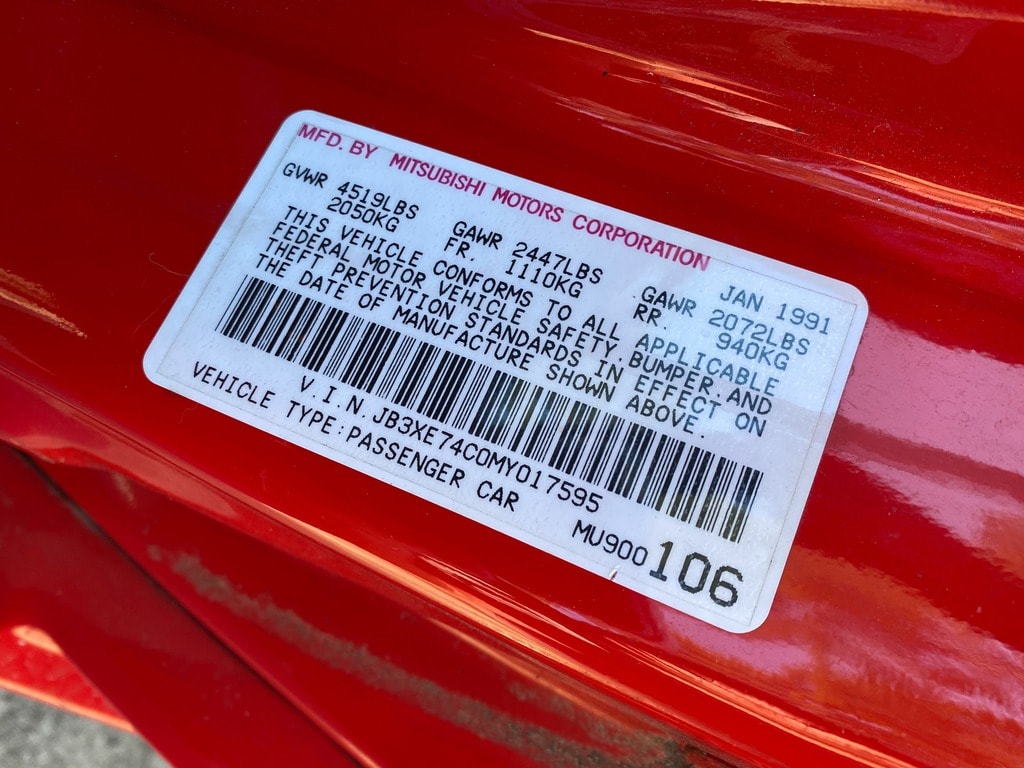 MFD. BY MITSUBISHI MOTORS CORPORATION
JAN 1991
GVWR 4519LBS GAWR 2447LBS GAWR 2072LBS
2050KG FR. 1110KG RR. 940KG
THIS VEHICLE CONFORMS TO ALL APPLICABLE
FEDERAL MOTOR VEHICLE SAFETY,BUMPER,AND
THEFT PREVENTION STANDARDS IN EFFECT ON
THE DATE OF MANUFACTURE SHOWN ABOVE.
V.I.N.JB3XE74C0MY017595
VEHICLE TYPE:PASSENGER CAR
MU900 106